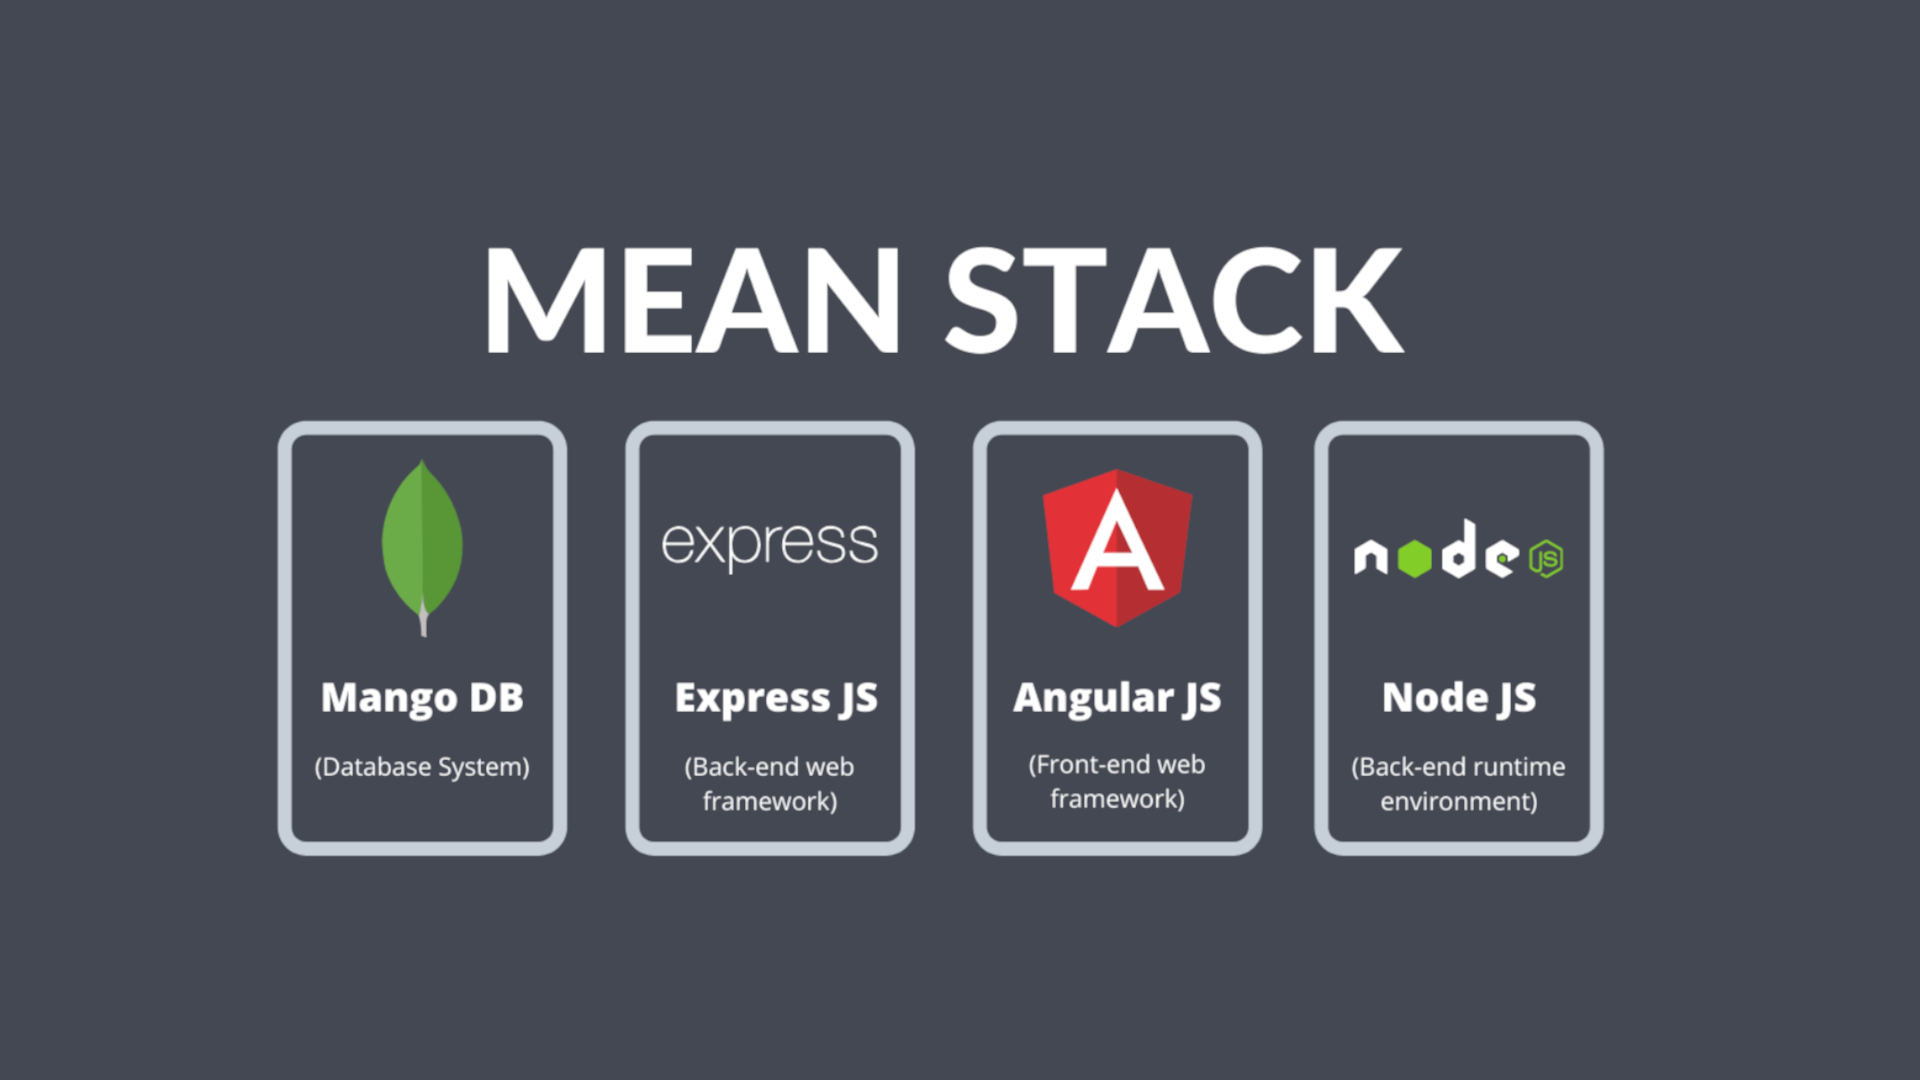 MEAN STACK
express
A
node JS
Mango DB
Express JS
Angular JS
Node JS
(Database System)
(Back-end web
framework)
(Front-end web
framework)
(Back-end runtime
environment)